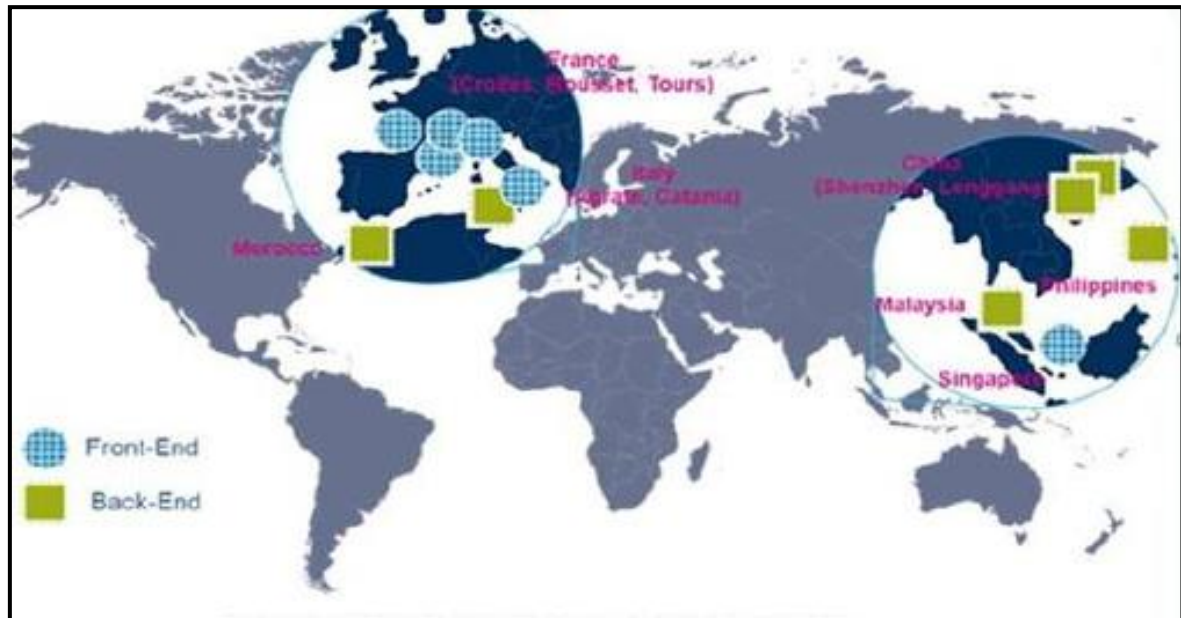 France
(Crolles, Rousset, Tours)
Italy
(Agrate, Catania)
Morocco
China
(Shenzhen, Longgang)
Philippines
Malaysia
Singapore
Front-End
Back-End